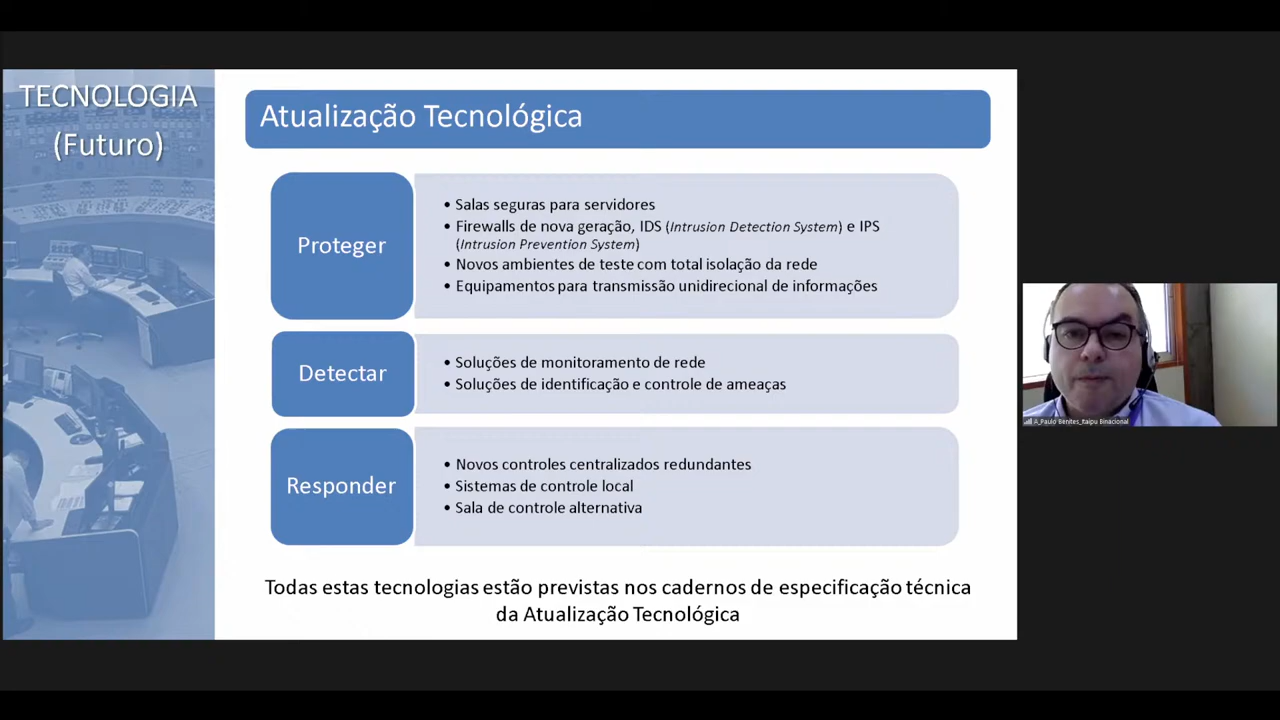 TECNOLOGIA
(Futuro)
Atualização Tecnológica
Proteger
• Salas seguras para servidores
• Firewalls de nova geração, IDS (Intrusion Detection System) e IPS
(Intrusion Prevention System)
• Novos ambientes de teste com total isolação da rede
• Equipamentos para transmissão unidirecional de informações
Detectar
• Soluções de monitoramento de rede
• Soluções de identificação e controle de ameaças
Responder
• Novos controles centralizados redundantes
• Sistemas de controle local
• Sala de controle alternativa
Todas estas tecnologias estão previstas nos cadernos de especificação técnica
da Atualização Tecnológica
A_Paulo Benites_Itaipu Binacional